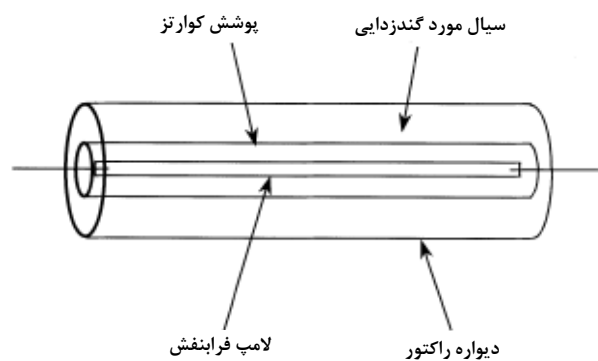 سیال مورد گندزدایی
پوشش کوارتز
دیواره راکتور
لامپ فرابنفش